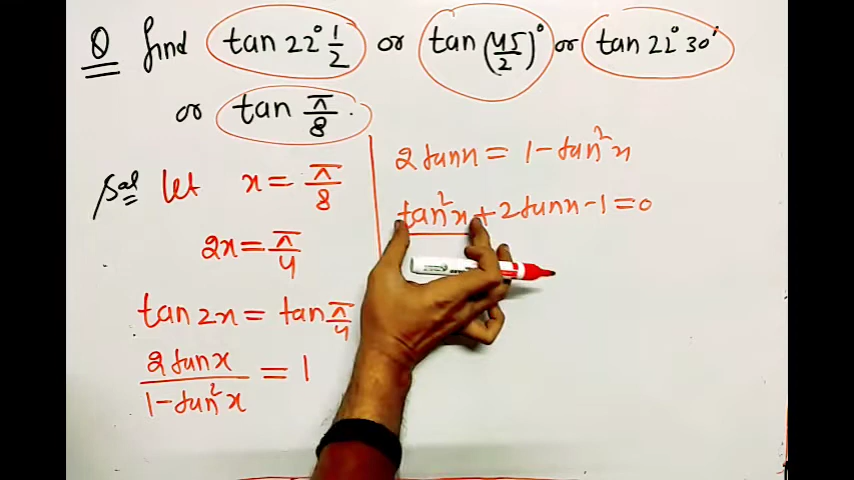 Q find tan 22°½ or tan (45/2)° or tan 22° 30'
or tan π/8.
Sol Let x = π/8
2x = π/4
tan 2x = tan π/4
2 tan x / 1 - tan²x = 1
2 tan x = 1 - tan²x
tan²x + 2 tan x - 1 = 0